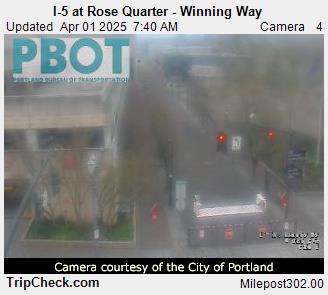 I-5 at Rose Quarter - Winning Way
Updated Apr 01 2025 7:40 AM Camera 4
PBOT
PORTLAND BUREAU OF TRANSPORTATION
Camera courtesy of the City of Portland
TripCheck.com Milepost302.00